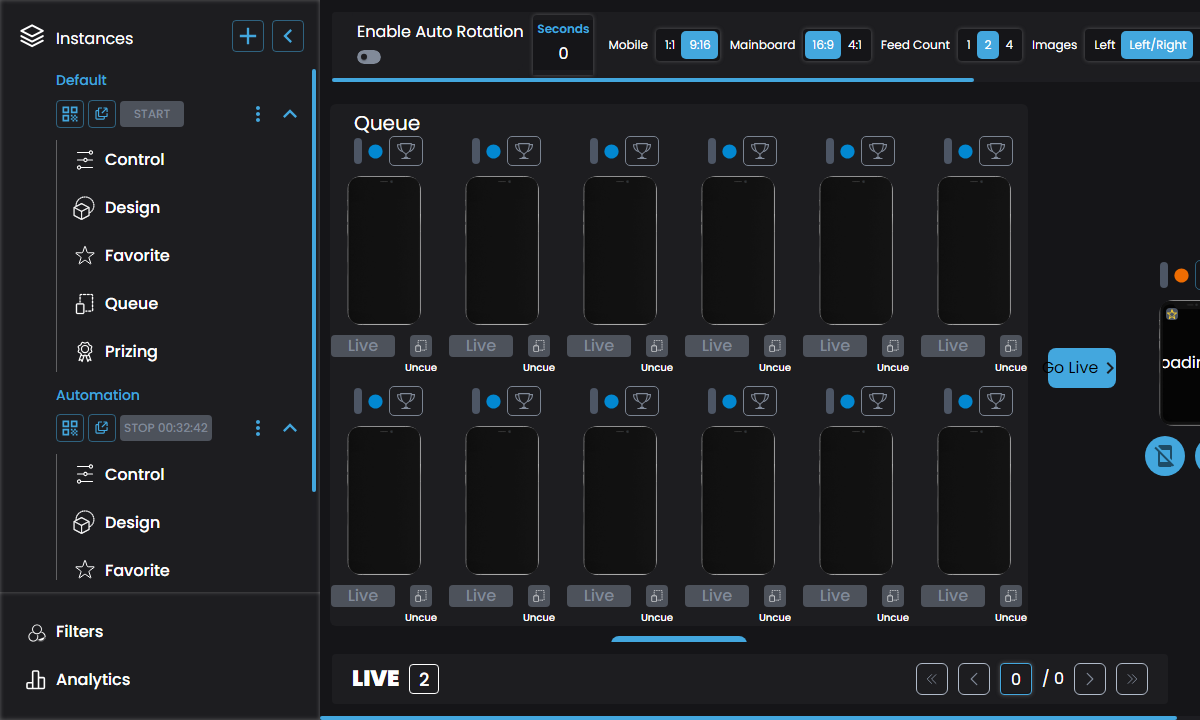 Instances
Default
START
Control
Design
Favorite
Queue
Prizing
Automation
STOP 00:32:42
Control
Design
Favorite
Filters
Analytics
Enable Auto Rotation
Seconds
0
Mobile 1:1 9:16
Mainboard 16:9 4:1
Feed Count 1 2 4
Images Left Left/Right
Queue
Live Live Live Live Live Live
Uncue Uncue Uncue Uncue Uncue Uncue
Live Live Live Live Live Live
Uncue Uncue Uncue Uncue Uncue Uncue
Go Live
oadin
LIVE 2
0 / 0